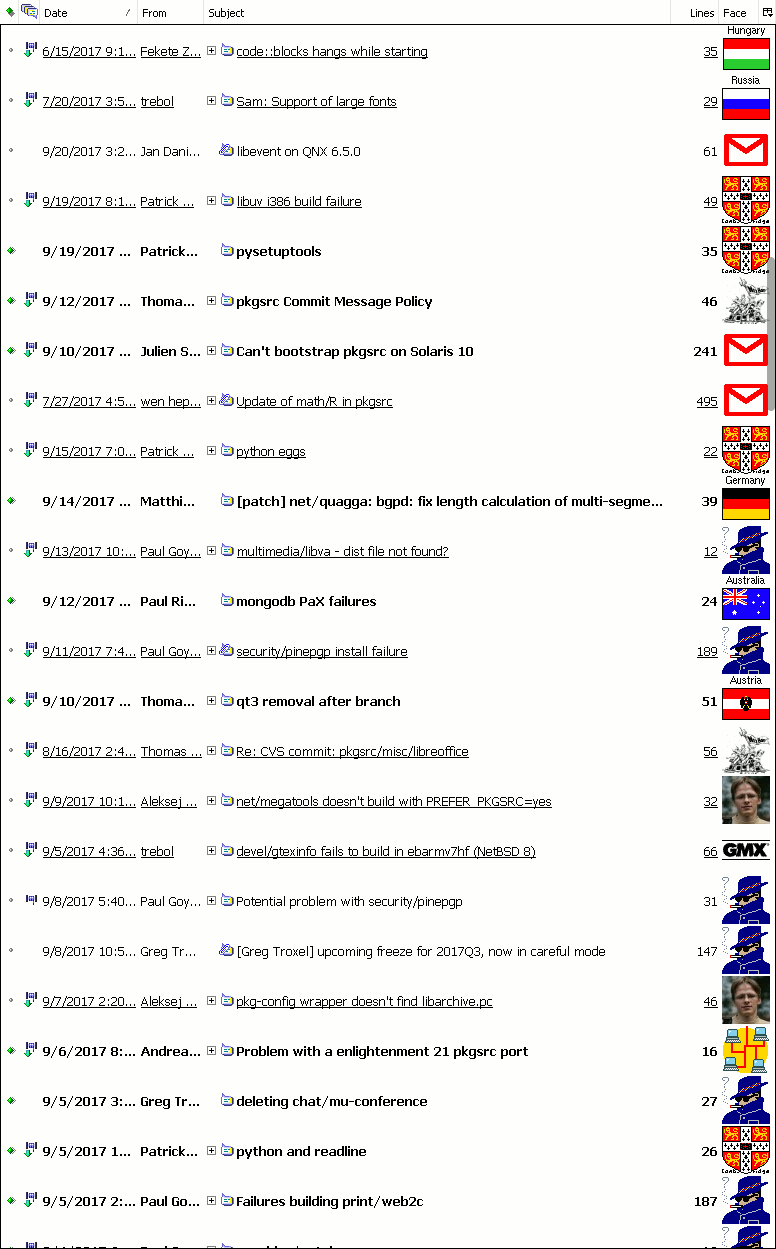 Date / From Subject Lines Face
Hungary
6/15/2017 9:1... Fekete Z... code::blocks hangs while starting 35
Russia
7/20/2017 3:5... trebol Sam: Support of large fonts 29
9/20/2017 3:2... Jan Dani... libevent on QNX 6.5.0 61
9/19/2017 8:1... Patrick ... libuv i386 build failure 49
9/19/2017 ... Patrick... pysetuptools 35
9/12/2017 ... Thoma... pkgsrc Commit Message Policy 46
9/10/2017 ... Julien S... Can't bootstrap pkgsrc on Solaris 10 241
7/27/2017 4:5... wen hep... Update of math/R in pkgsrc 495
9/15/2017 7:0... Patrick ... python eggs 22
Germany
9/14/2017 ... Matthi... [patch] net/quagga: bgpd: fix length calculation of multi-segme... 39
9/13/2017 10:... Paul Goy... multimedia/libva - dist file not found? 12
Australia
9/12/2017 ... Paul Ri... mongodb PaX failures 24
9/11/2017 7:4... Paul Goy... security/pinepgp install failure 189
Austria
9/10/2017 ... Thoma... qt3 removal after branch 51
8/16/2017 2:4... Thomas ... Re: CVS commit: pkgsrc/misc/libreoffice 56
9/9/2017 10:1... Aleksej ... net/megatools doesn't build with PREFER_PKGSRC=yes 32
9/5/2017 4:36... trebol devel/gtexinfo fails to build in ebarmv7hf (NetBSD 8) 66 GMX
9/8/2017 5:40... Paul Goy... Potential problem with security/pinepgp 31
9/8/2017 10:5... Greg Tr... [Greg Troxel] upcoming freeze for 2017Q3, now in careful mode 147
9/7/2017 2:20... Aleksej ... pkg-config wrapper doesn't find libarchive.pc 46
9/6/2017 8:... Andrea... Problem with a enlightenment 21 pkgsrc port 16
9/5/2017 3:... Greg Tr... deleting chat/mu-conference 27
9/5/2017 1... Patrick... python and readline 26
9/5/2017 2:... Paul Go... Failures building print/web2c 187